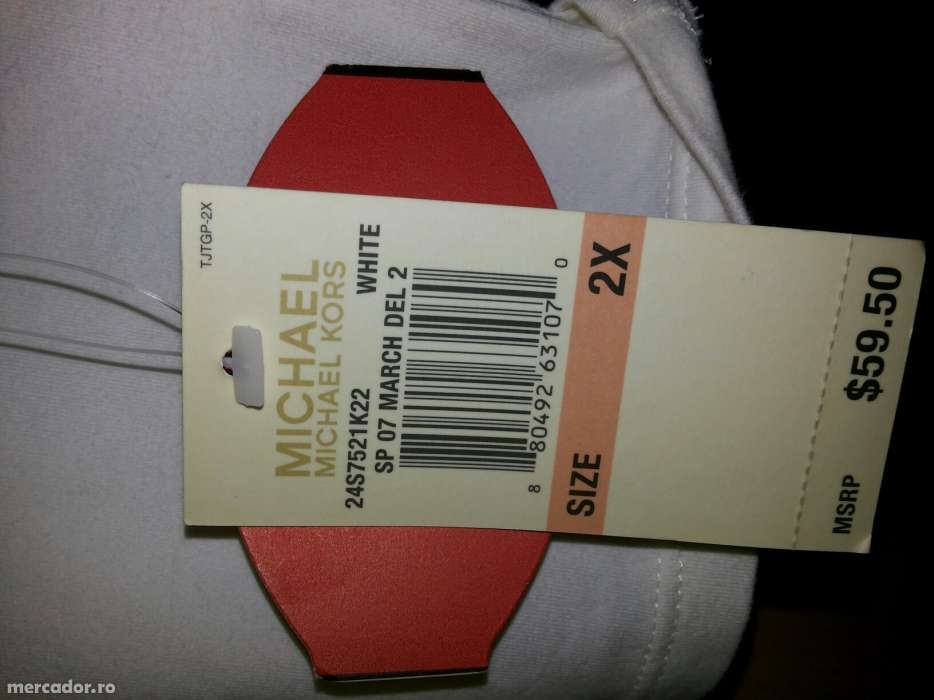 TJTGP-2X
MICHAEL
MICHAEL KORS
24S7521K22 WHITE
SP 07 MARCH DEL 2
8 80492 63107 0
SIZE 2X
MSRP $59.50
mercador.ro